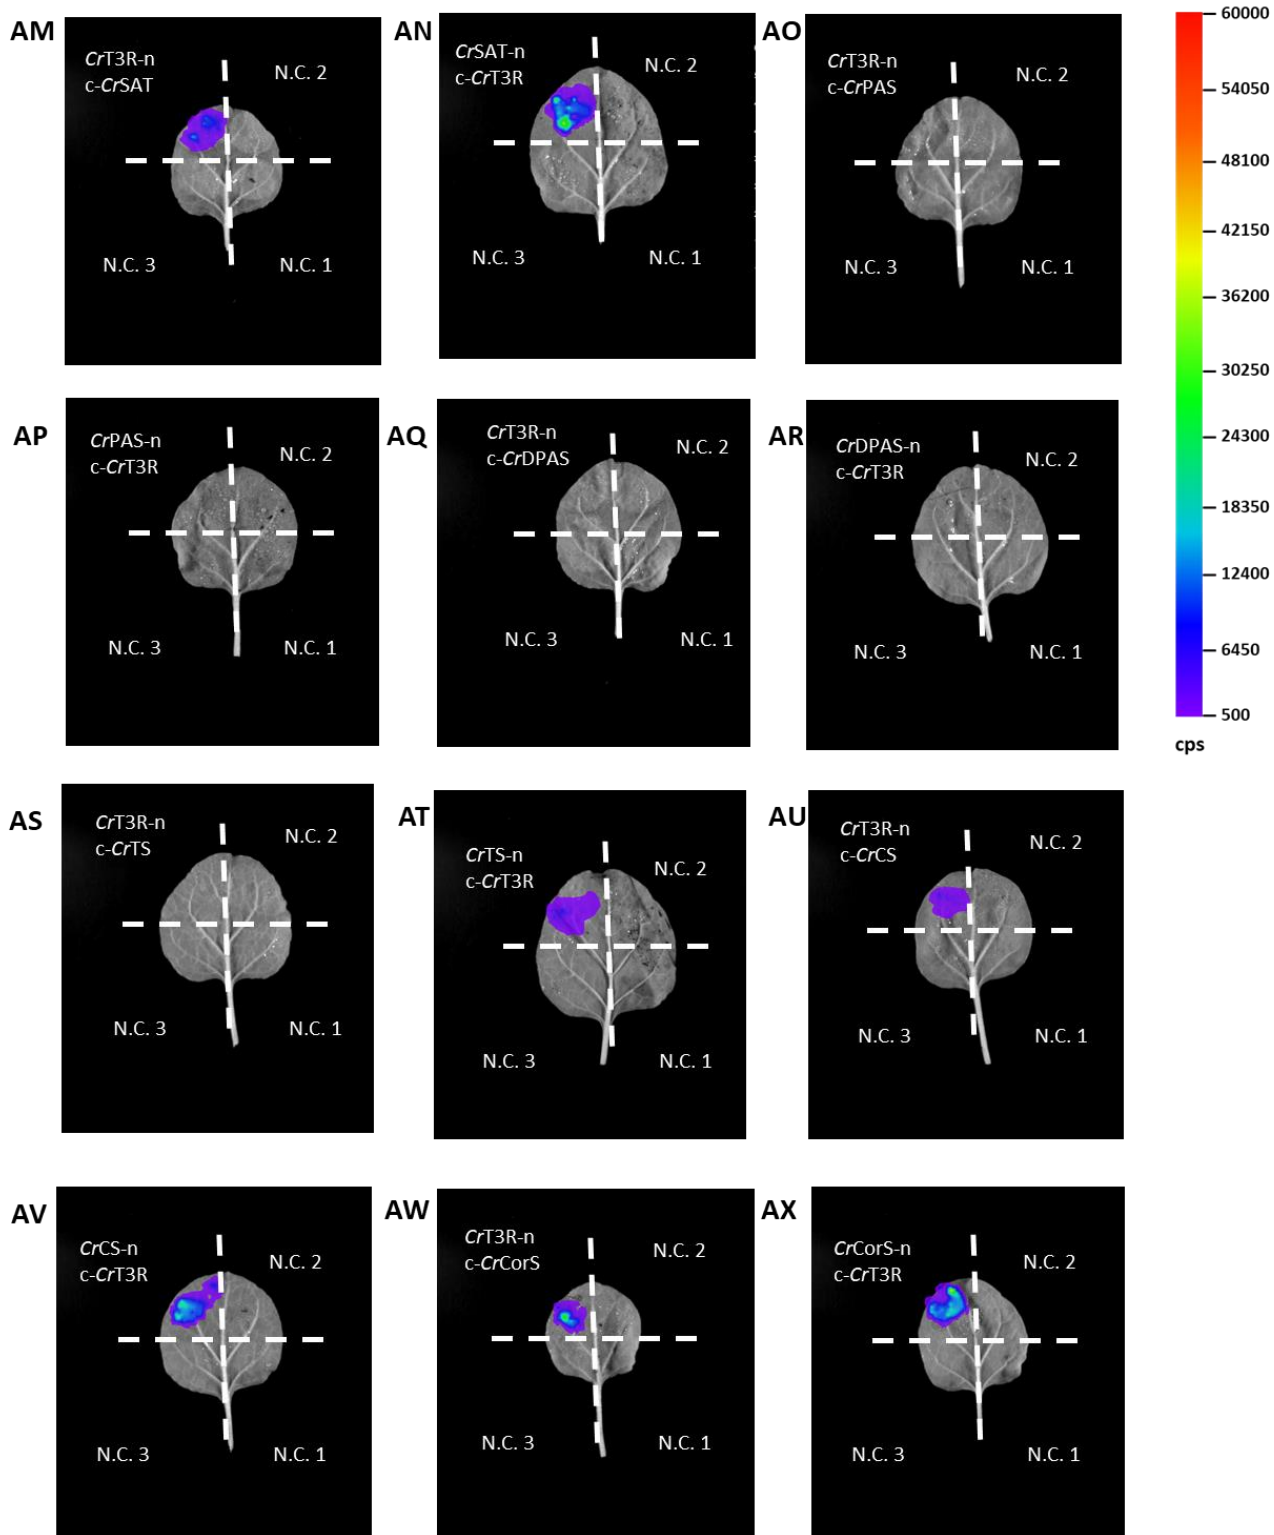 AM
CrT3R-n
c-CrSAT
N.C. 2
N.C. 3
N.C. 1
AN
CrSAT-n
c-CrT3R
N.C. 2
N.C. 3
N.C. 1
AO
CrT3R-n
c-CrPAS
N.C. 2
N.C. 3
N.C. 1
60000
54050
48100
42150
36200
30250
24300
18350
12400
6450
500
cps
AP
CrPAS-n
c-CrT3R
N.C. 2
N.C. 3
N.C. 1
AQ
CrT3R-n
c-CrDPAS
N.C. 2
N.C. 3
N.C. 1
AR
CrDPAS-n
c-CrT3R
N.C. 2
N.C. 3
N.C. 1
AS
CrT3R-n
c-CrTS
N.C. 2
N.C. 3
N.C. 1
AT
CrTS-n
c-CrT3R
N.C. 2
N.C. 3
N.C. 1
AU
CrT3R-n
c-CrCS
N.C. 2
N.C. 3
N.C. 1
AV
CrCS-n
c-CrT3R
N.C. 2
N.C. 3
N.C. 1
AW
CrT3R-n
c-CrCorS
N.C. 2
N.C. 3
N.C. 1
AX
CrCorS-n
c-CrT3R
N.C. 2
N.C. 3
N.C. 1